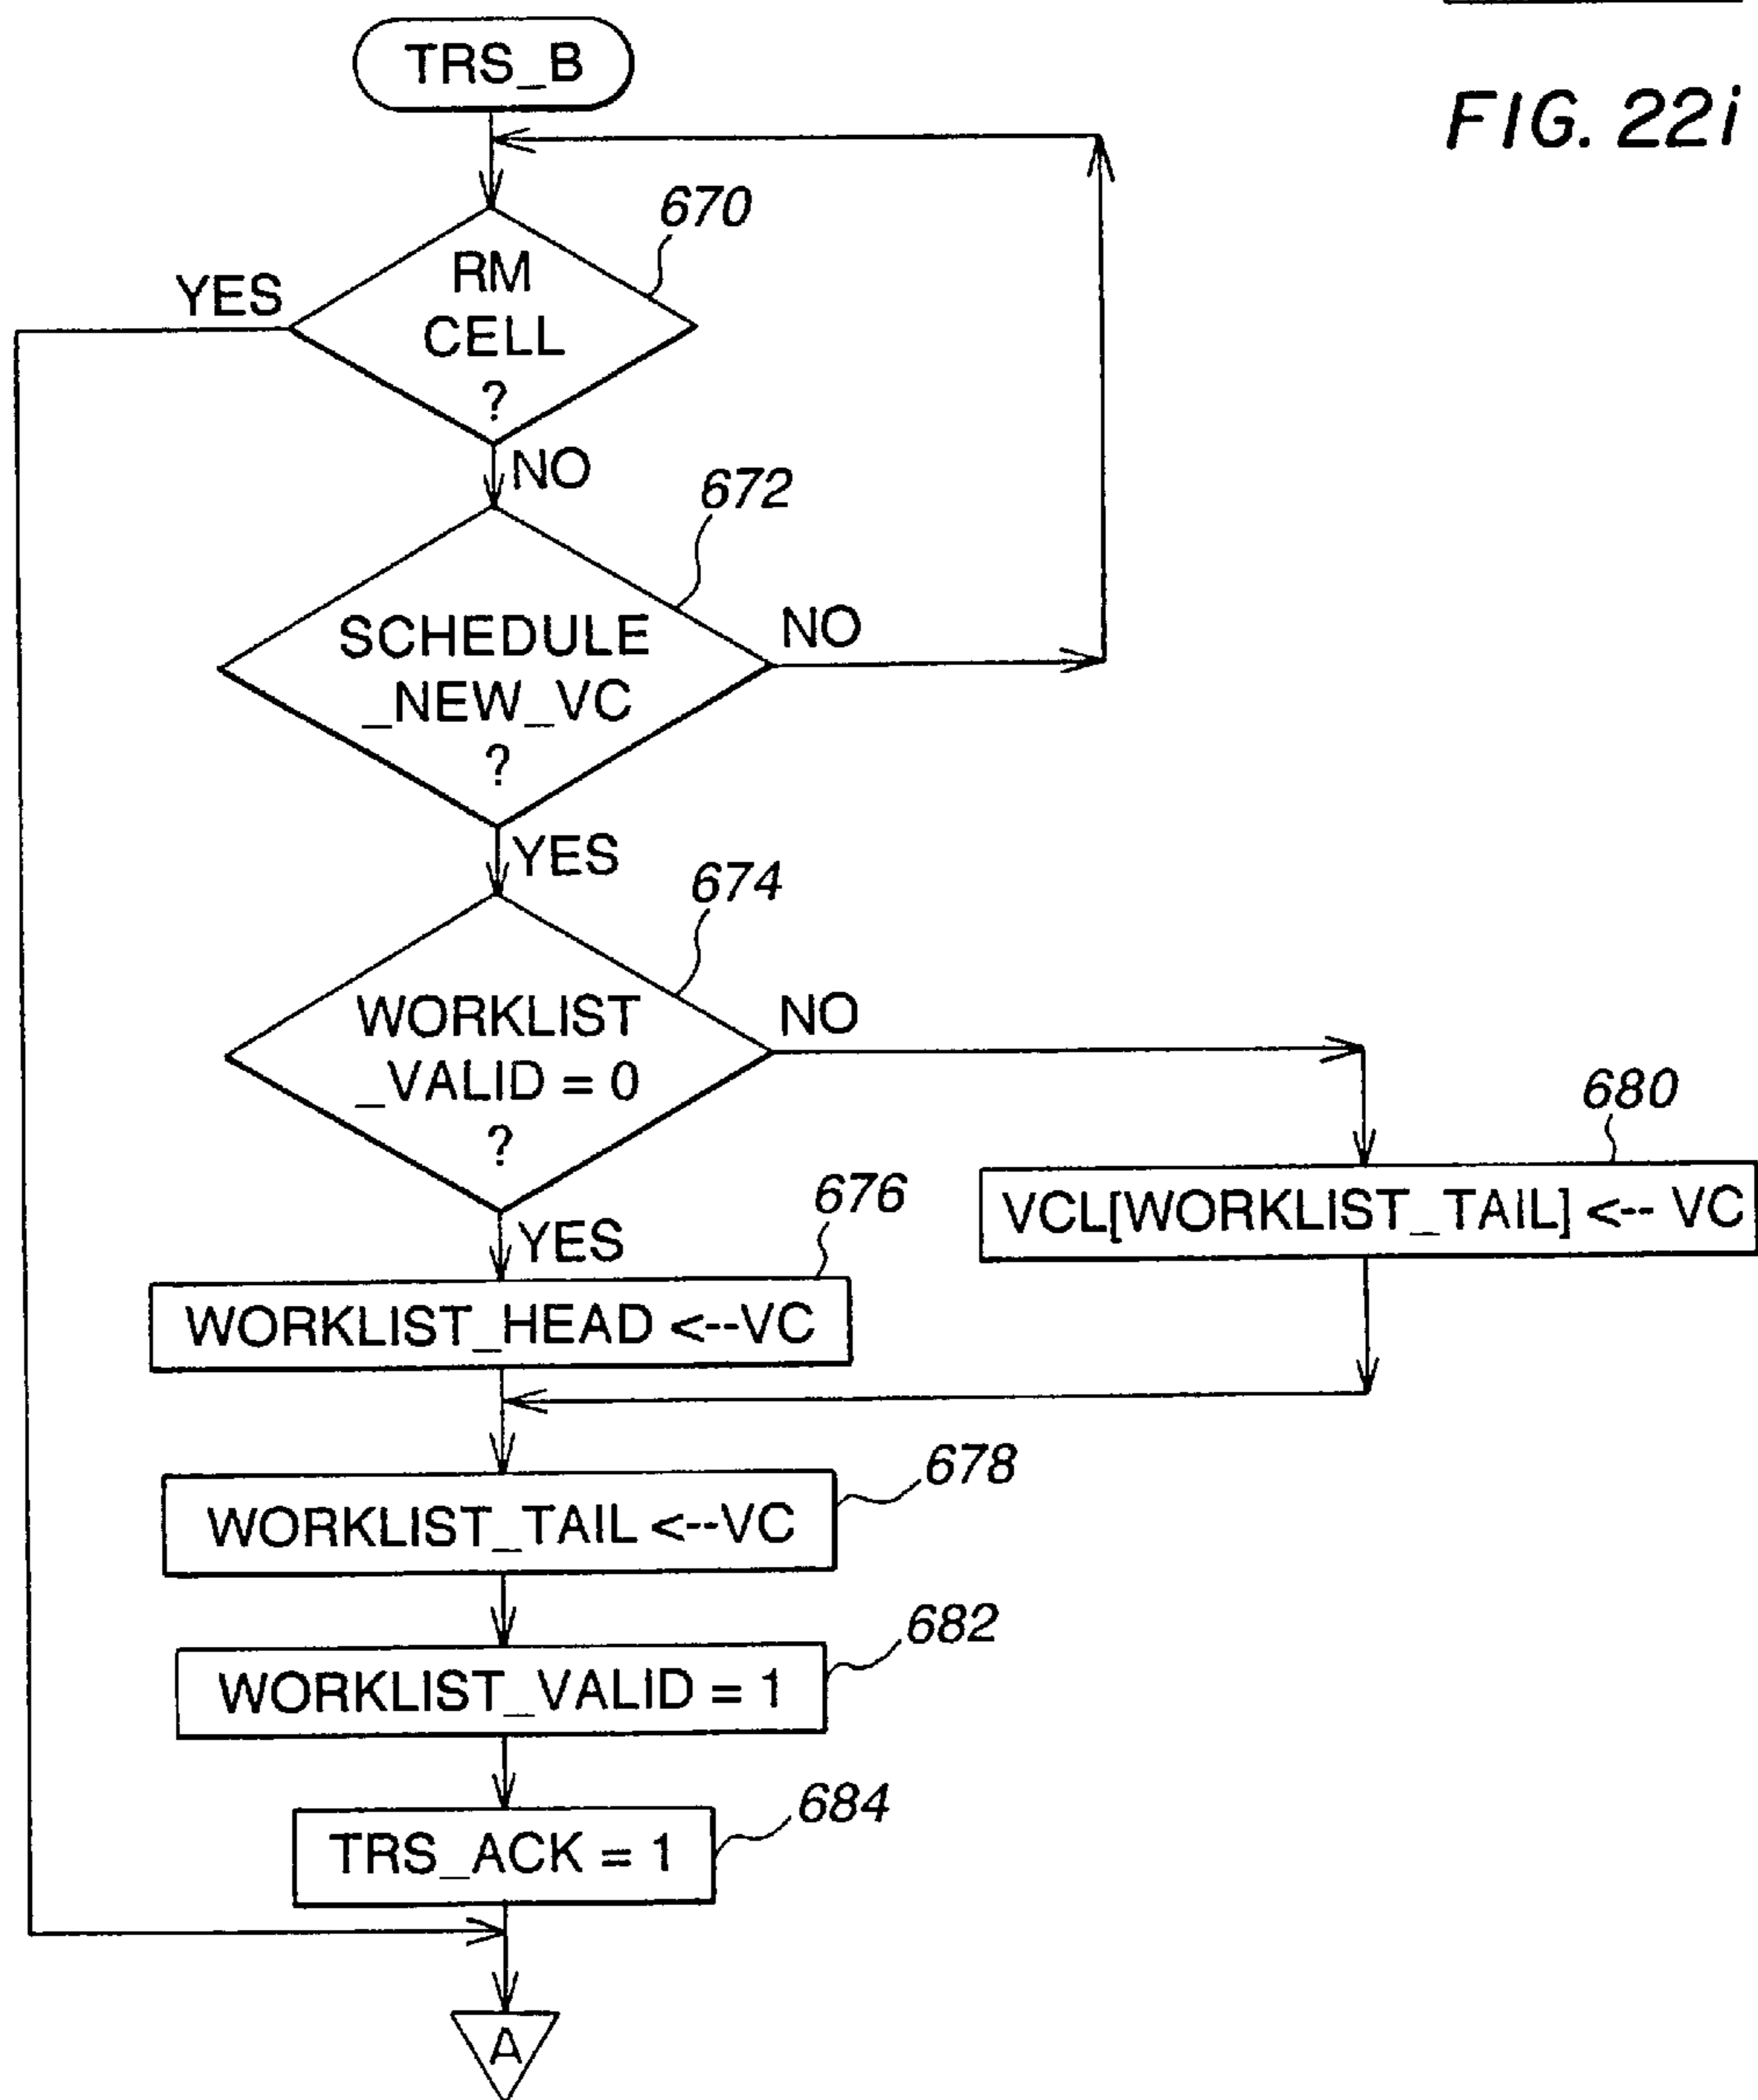 TRS_B
FIG. 22i
670
YES
RM
CELL
?
NO
672
SCHEDULE
_NEW_VC
?
NO
YES
674
WORKLIST
_VALID = 0
?
NO
680
VCL[WORKLIST_TAIL] <-- VC
YES
676
WORKLIST_HEAD <--VC
678
WORKLIST_TAIL <--VC
682
WORKLIST_VALID = 1
684
TRS_ACK = 1
A